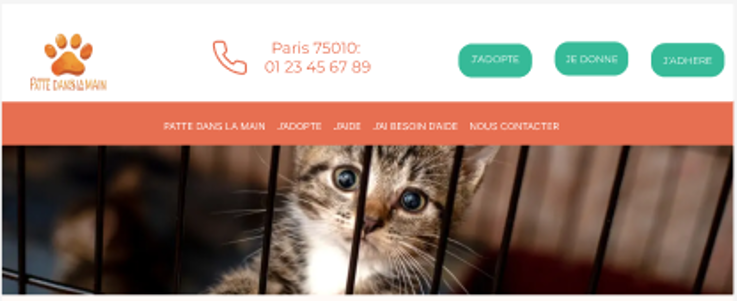 PATTE DANS LA MAIN
Paris 75010:
01 23 45 67 89
J'ADOPTE
JE DONNE
J'ADHERE
PATTE DANS LA MAIN J'ADOPTE J'AIDE J'AI BESOIN D'AIDE NOUS CONTACTER